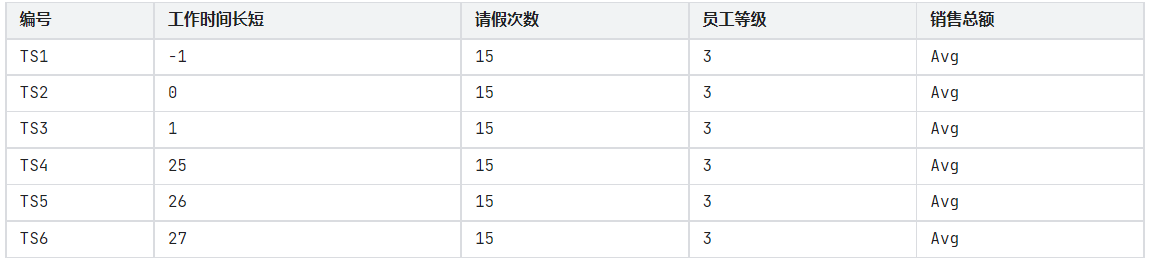 编号 工作时间长短 请假次数 员工等级 销售总额
TS1 -1 15 3 Avg
TS2 0 15 3 Avg
TS3 1 15 3 Avg
TS4 25 15 3 Avg
TS5 26 15 3 Avg
TS6 27 15 3 Avg